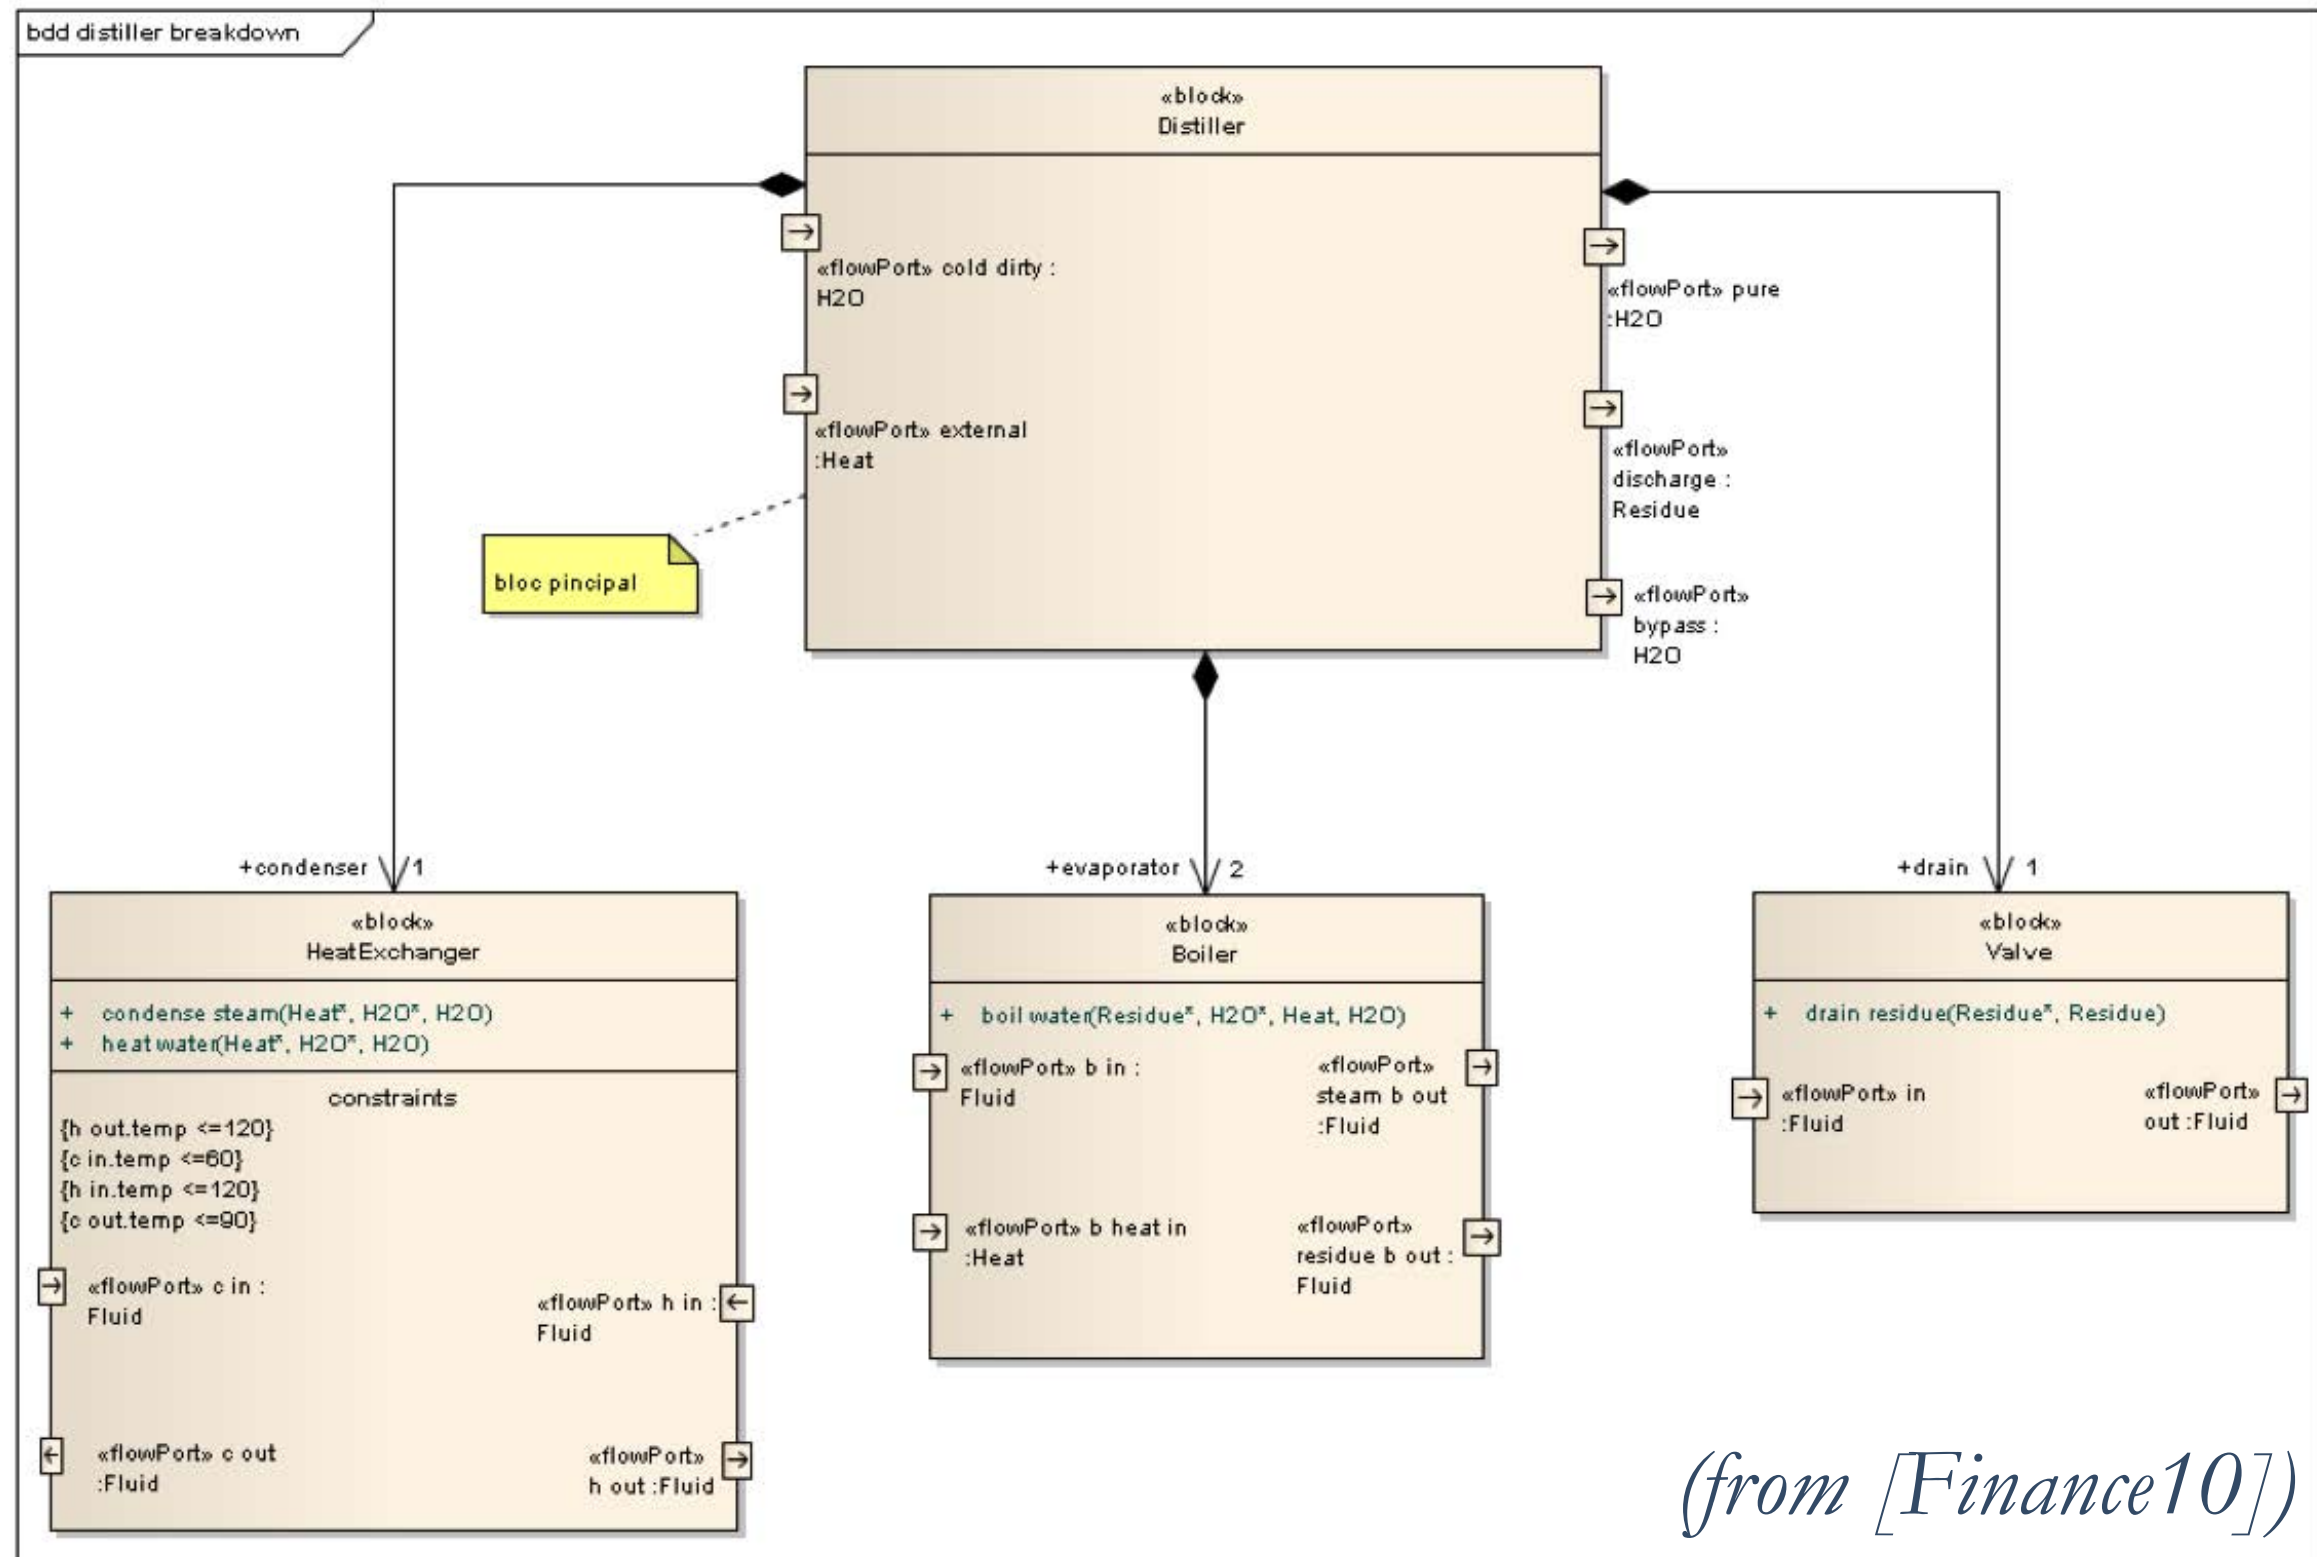 bdd distiller breakdown
«block»
Distiller
«flowPort» cold dirty :
H2O
«flowPort» external
:Heat
«flowPort» pure
:H2O
«flowPort»
discharge :
Residue
«flowPort»
bypass :
H2O
bloc pincipal
+condenser 1
+evaporator 2
+drain 1
«block»
HeatExchanger
+ condense steam(Heat*, H2O*, H2O)
+ heat water(Heat*, H2O*, H2O)
constraints
{h out.temp <=120}
{c in.temp <=60}
{h in.temp <=120}
{c out.temp <=90}
«flowPort» c in :
Fluid
«flowPort» h in :
Fluid
«flowPort» c out
:Fluid
«flowPort»
h out :Fluid
«block»
Boiler
+ boil water(Residue*, H2O*, Heat, H2O)
«flowPort» b in :
Fluid
«flowPort»
steam b out
:Fluid
«flowPort» b heat in
:Heat
«flowPort»
residue b out :
Fluid
«block»
Valve
+ drain residue(Residue*, Residue)
«flowPort» in
:Fluid
«flowPort»
out :Fluid
(from [Finance10])